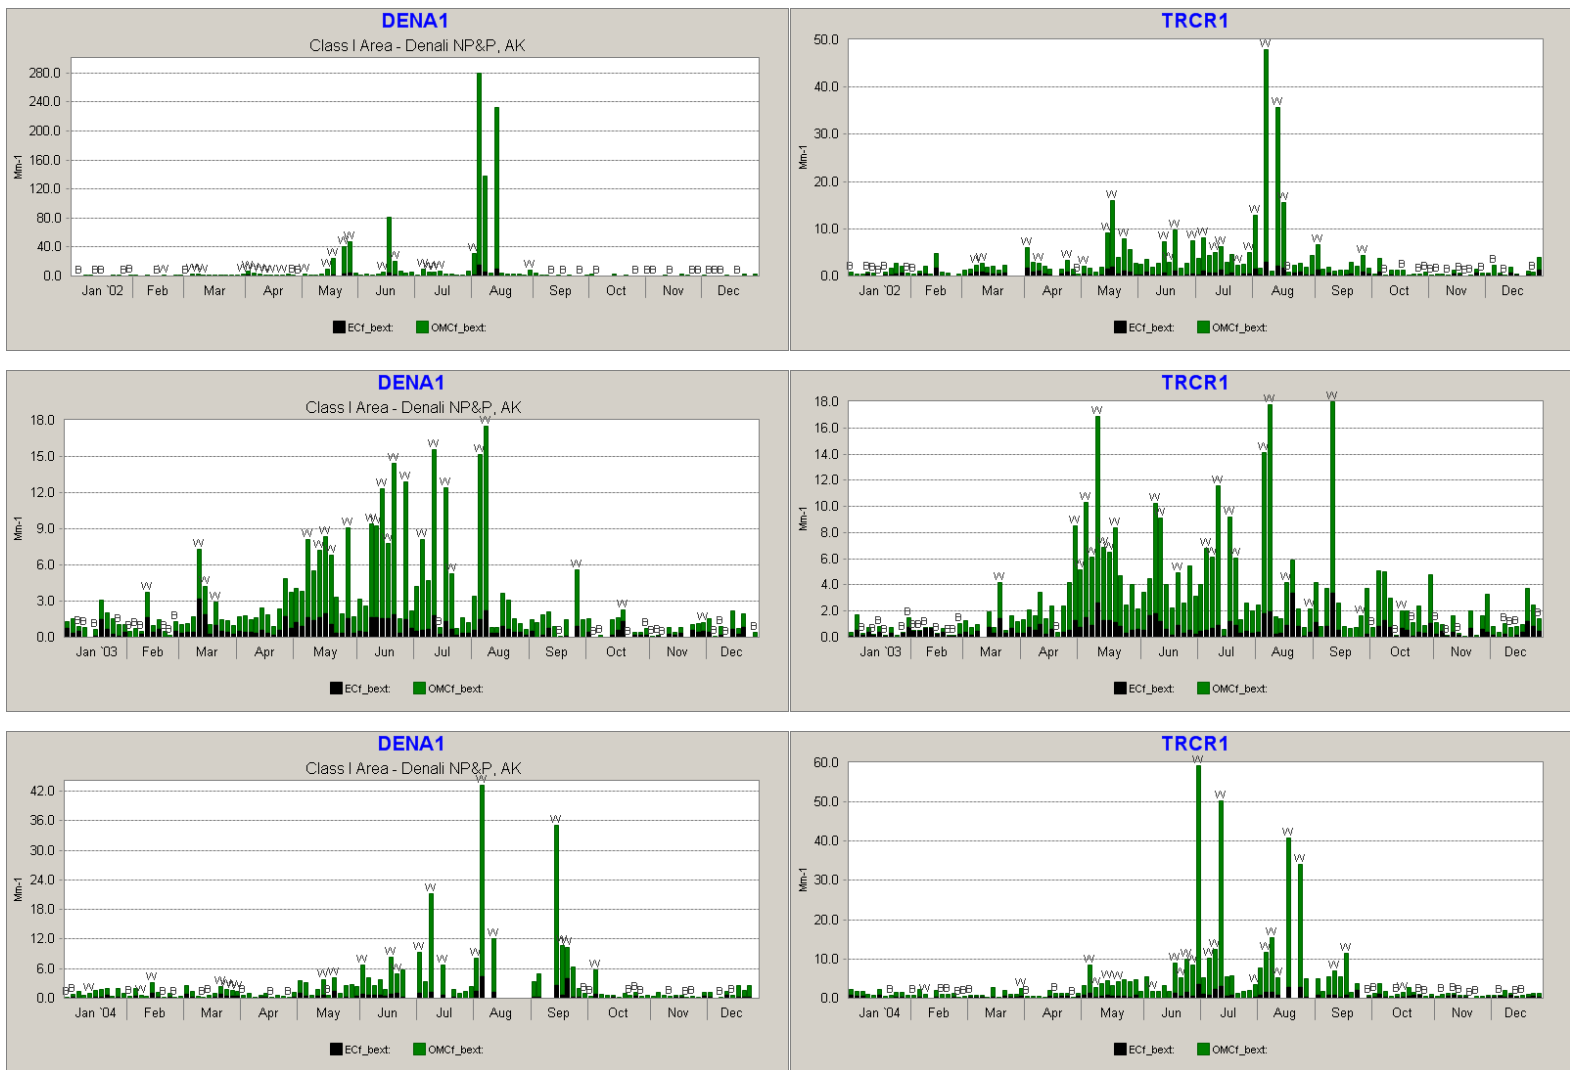 DENA1
Class I Area - Denali NP&P, AK
280.0
240.0
200.0
160.0
120.0
80.0
40.0
0.0
Mm-1
Jan `02 Feb Mar Apr May Jun Jul Aug Sep Oct Nov Dec
ECf_bext: OMCf_bext:
TRCR1
50.0
40.0
30.0
20.0
10.0
0.0
Mm-1
Jan `02 Feb Mar Apr May Jun Jul Aug Sep Oct Nov Dec
ECf_bext: OMCf_bext:
DENA1
Class I Area - Denali NP&P, AK
18.0
15.0
12.0
9.0
6.0
3.0
0.0
Mm-1
Jan `03 Feb Mar Apr May Jun Jul Aug Sep Oct Nov Dec
ECf_bext: OMCf_bext:
TRCR1
18.0
16.0
14.0
12.0
10.0
8.0
6.0
4.0
2.0
0.0
Mm-1
Jan `03 Feb Mar Apr May Jun Jul Aug Sep Oct Nov Dec
ECf_bext: OMCf_bext:
DENA1
Class I Area - Denali NP&P, AK
42.0
36.0
30.0
24.0
18.0
12.0
6.0
0.0
Mm-1
Jan `04 Feb Mar Apr May Jun Jul Aug Sep Oct Nov Dec
ECf_bext: OMCf_bext:
TRCR1
60.0
50.0
40.0
30.0
20.0
10.0
0.0
Mm-1
Jan `04 Feb Mar Apr May Jun Jul Aug Sep Oct Nov Dec
ECf_bext: OMCf_bext: